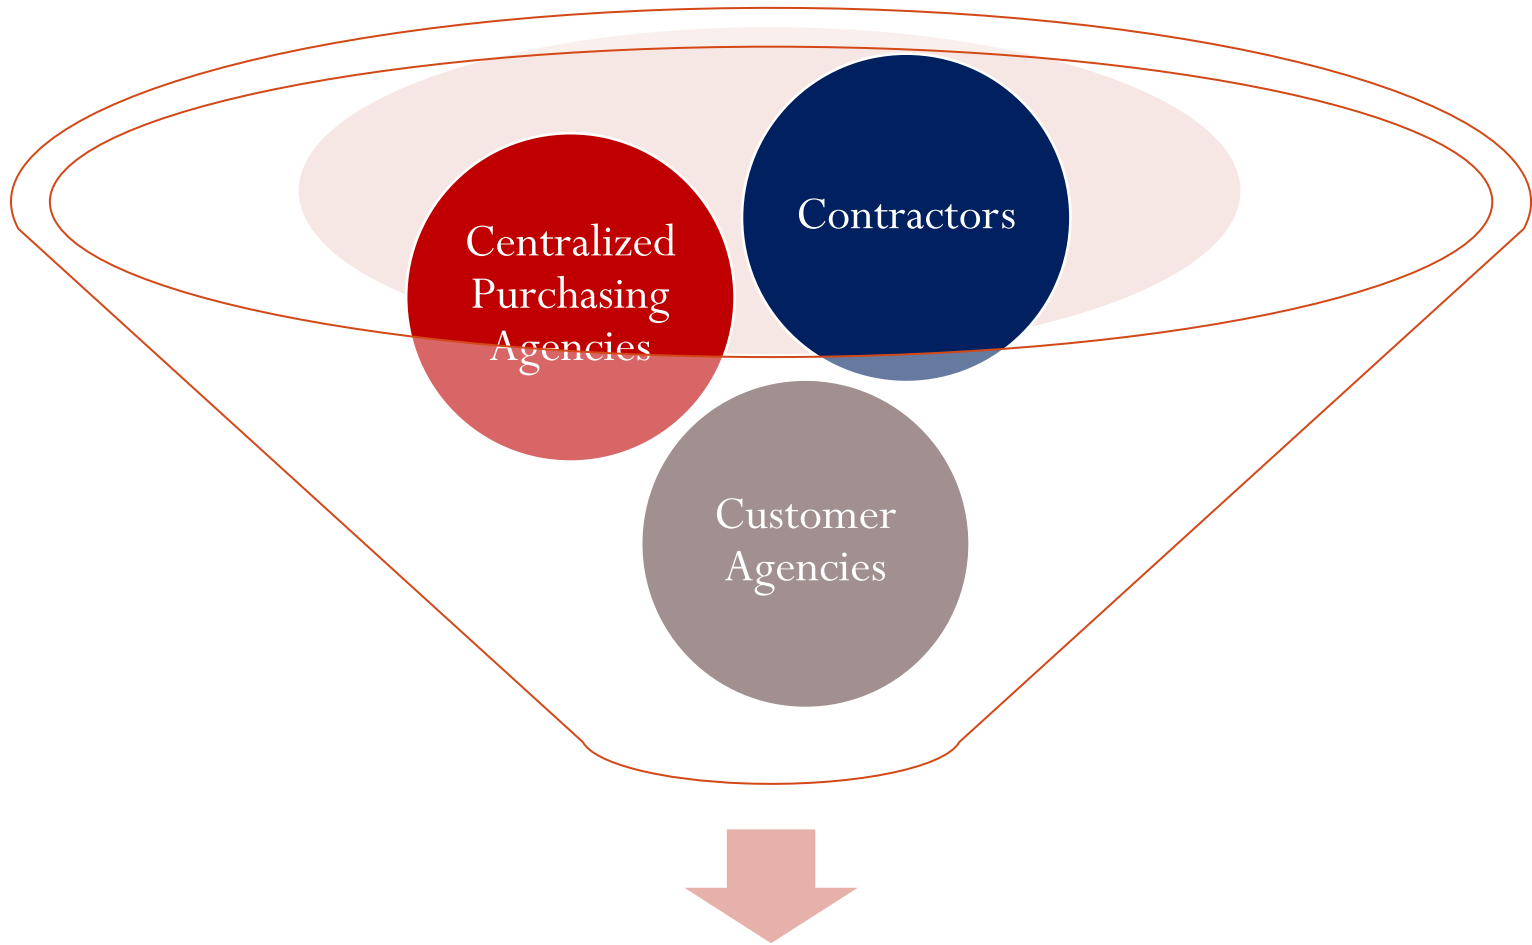 Centralized
Purchasing
Agencies
Contractors
Customer
Agencies